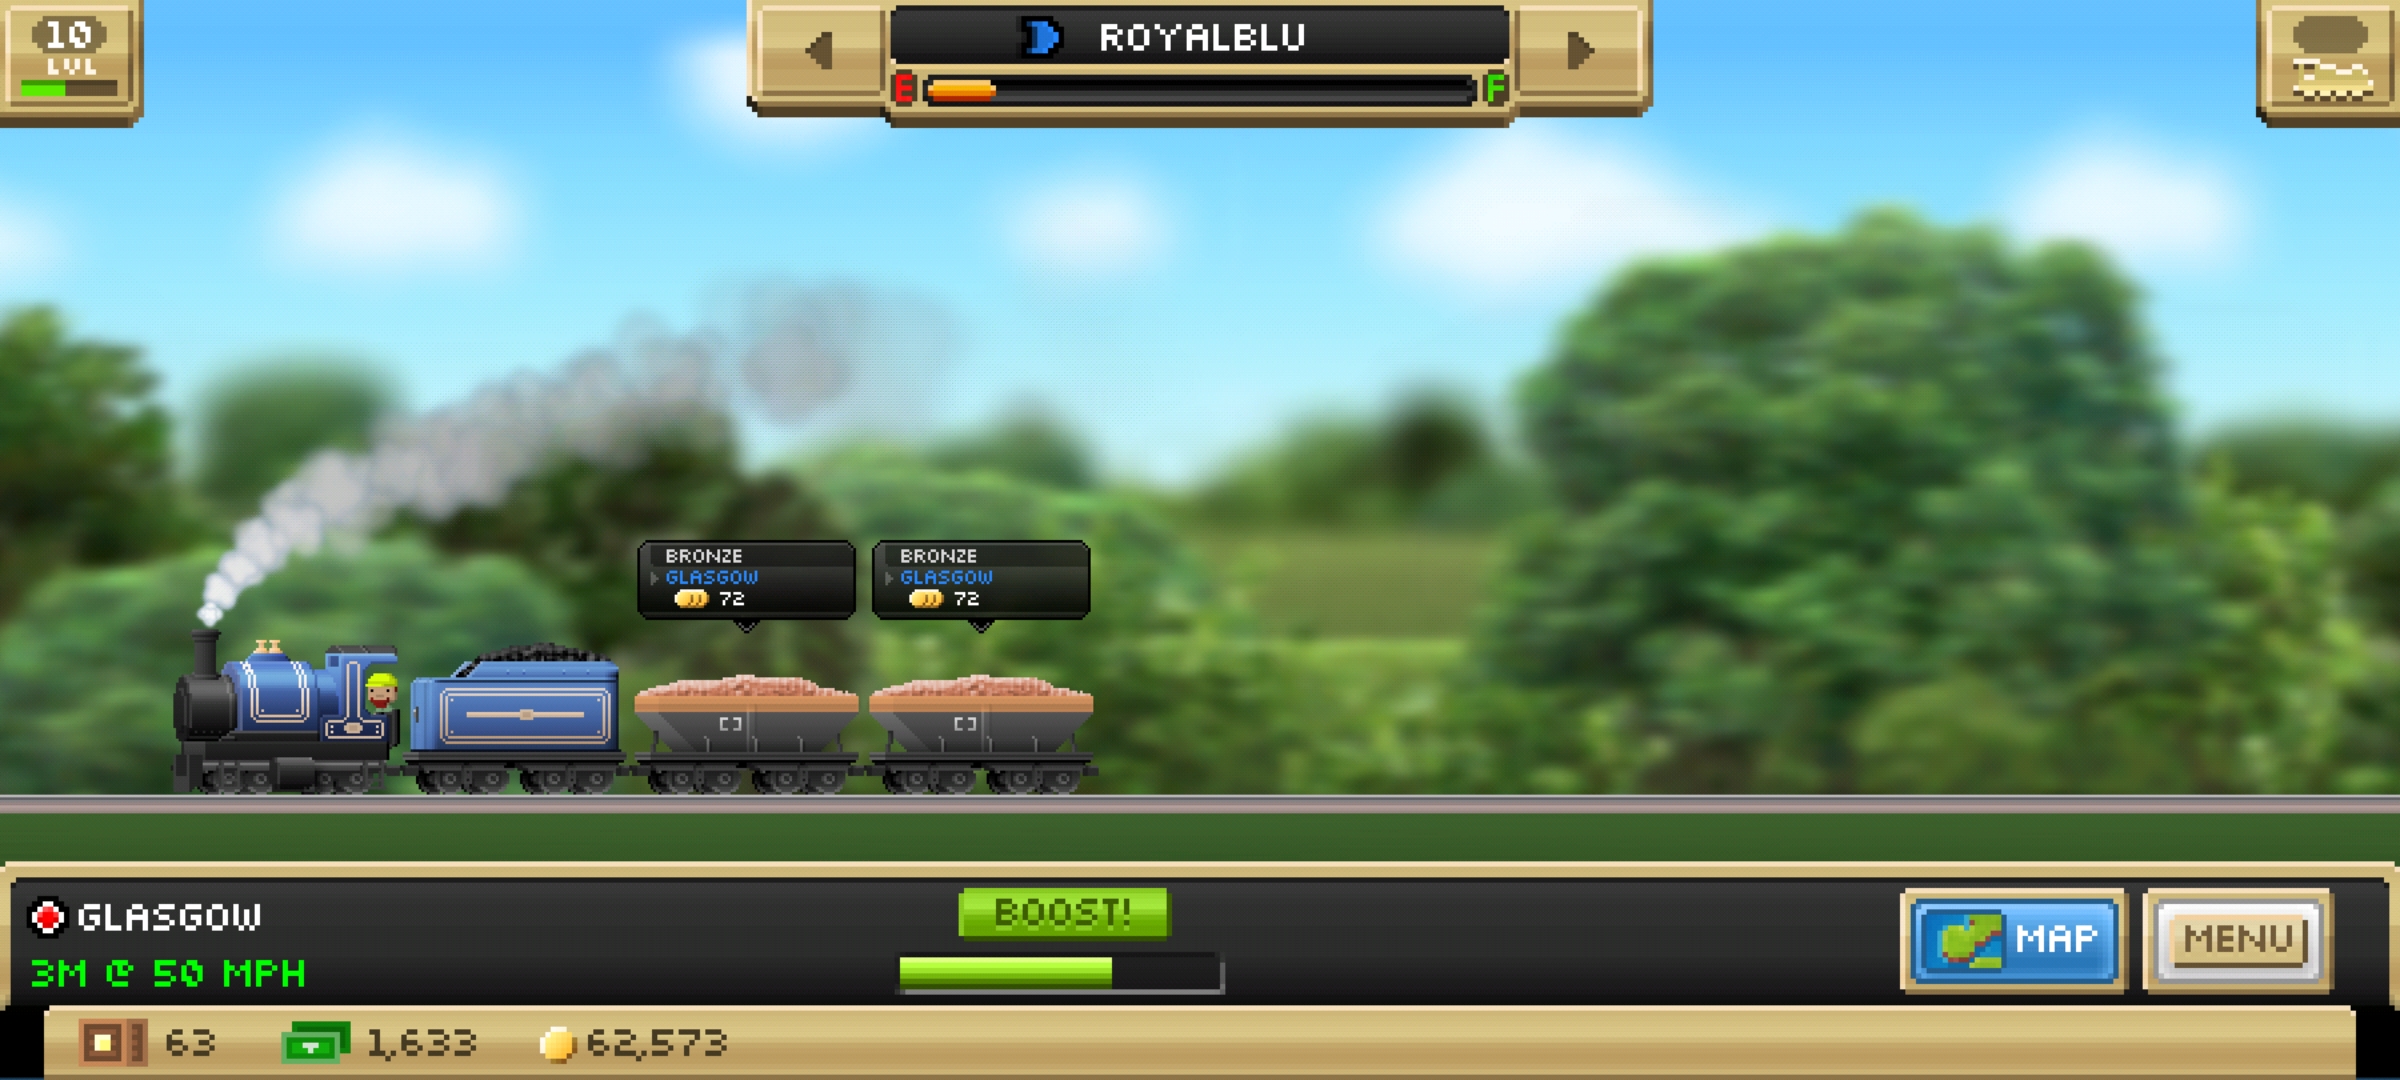 10
LVL
ROYALBLU
E F
BRONZE
GLASGOW
72
BRONZE
GLASGOW
72
GLASGOW
3M @ 50 MPH
BOOST!
MAP
MENU
63 1,633 62,573